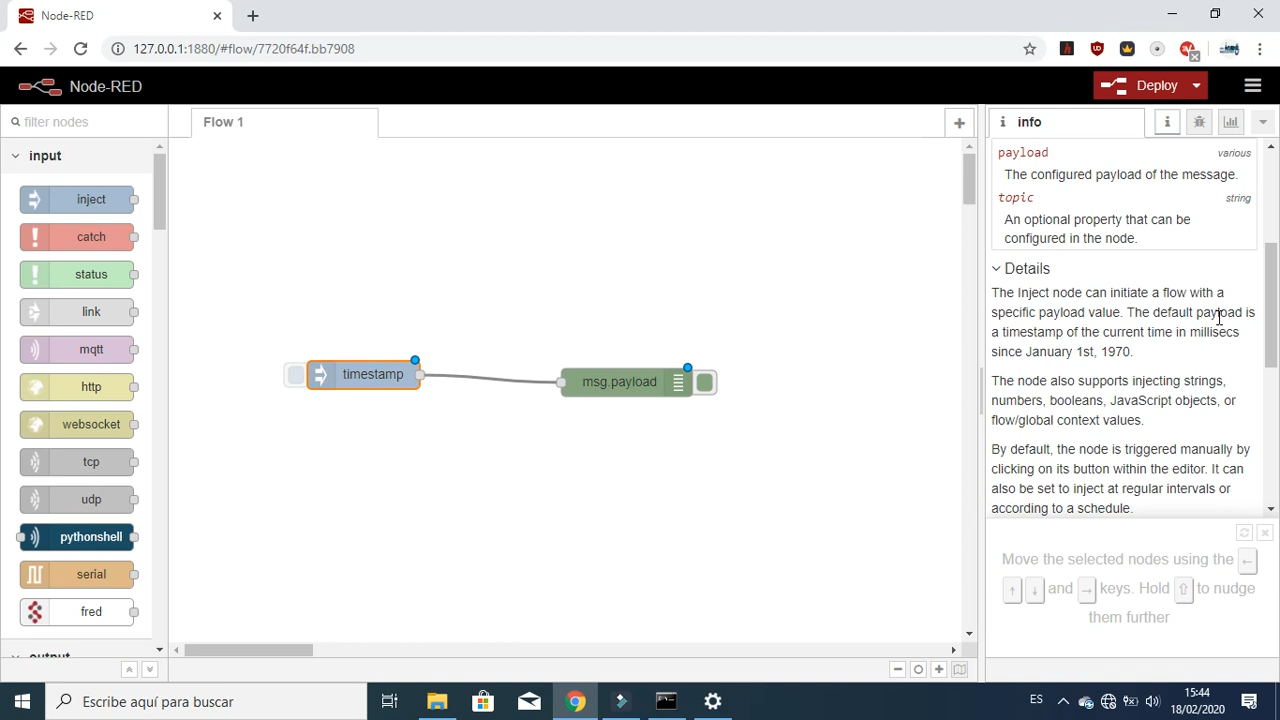 Node-RED
127.0.0.1:1880/#flow/7720f64f.bb7908
Node-RED
Deploy
filter nodes
Flow 1
i info
i
input
inject
catch
status
link
mqtt
http
websocket
tcp
udp
pythonshell
serial
fred
output
timestamp
msg.payload
payload various
The configured payload of the message.
topic string
An optional property that can be
configured in the node.
Details
The Inject node can initiate a flow with a
specific payload value. The default payload is
a timestamp of the current time in millisecs
since January 1st, 1970.
The node also supports injecting strings,
numbers, booleans, JavaScript objects, or
flow/global context values.
By default, the node is triggered manually by
clicking on its button within the editor. It can
also be set to inject at regular intervals or
according to a schedule.
Move the selected nodes using the ←
↑ ↓ and → keys. Hold ⇧ to nudge
them further
Escribe aquí para buscar
ES
15:44
18/02/2020